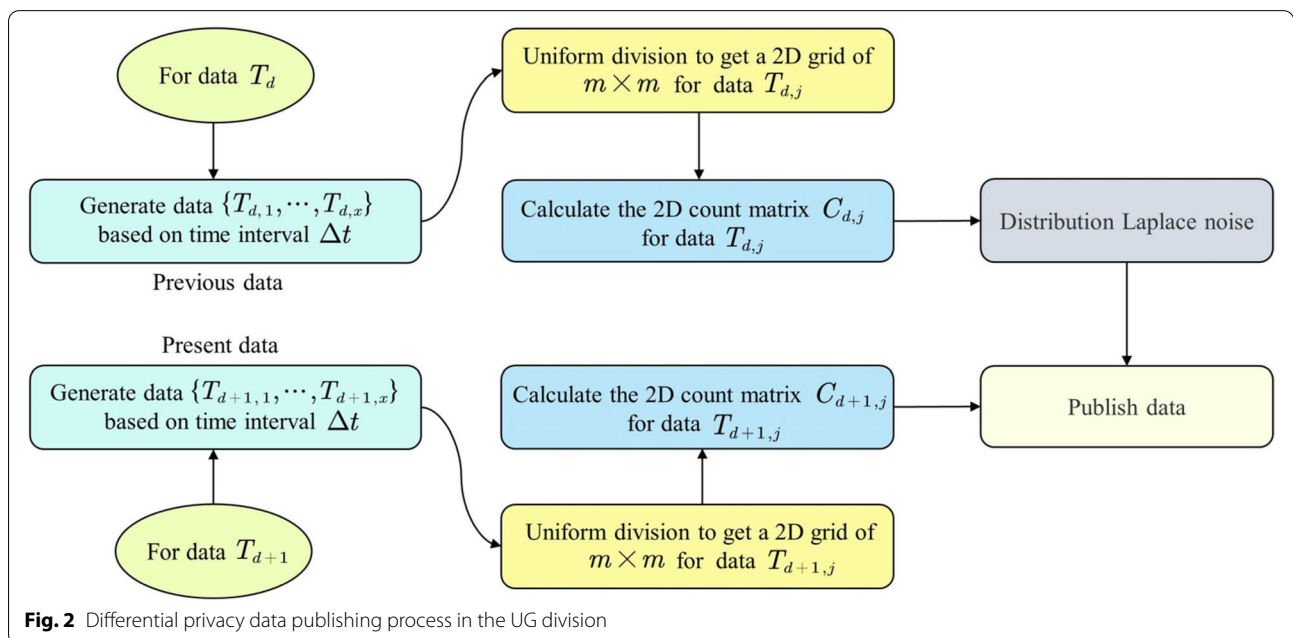 For data T_d
Generate data {T_{d,1}, ⋯, T_{d,x}}
based on time interval Δt
Previous data
Uniform division to get a 2D grid of
m × m for data T_{d,j}
Calculate the 2D count matrix C_{d,j}
for data T_{d,j}
Distribution Laplace noise
Present data
Generate data {T_{d+1,1}, ⋯, T_{d+1,x}}
based on time interval Δt
For data T_{d+1}
Calculate the 2D count matrix C_{d+1,j}
for data T_{d+1,j}
Uniform division to get a 2D grid of
m × m for data T_{d+1,j}
Publish data
Fig. 2 Differential privacy data publishing process in the UG division